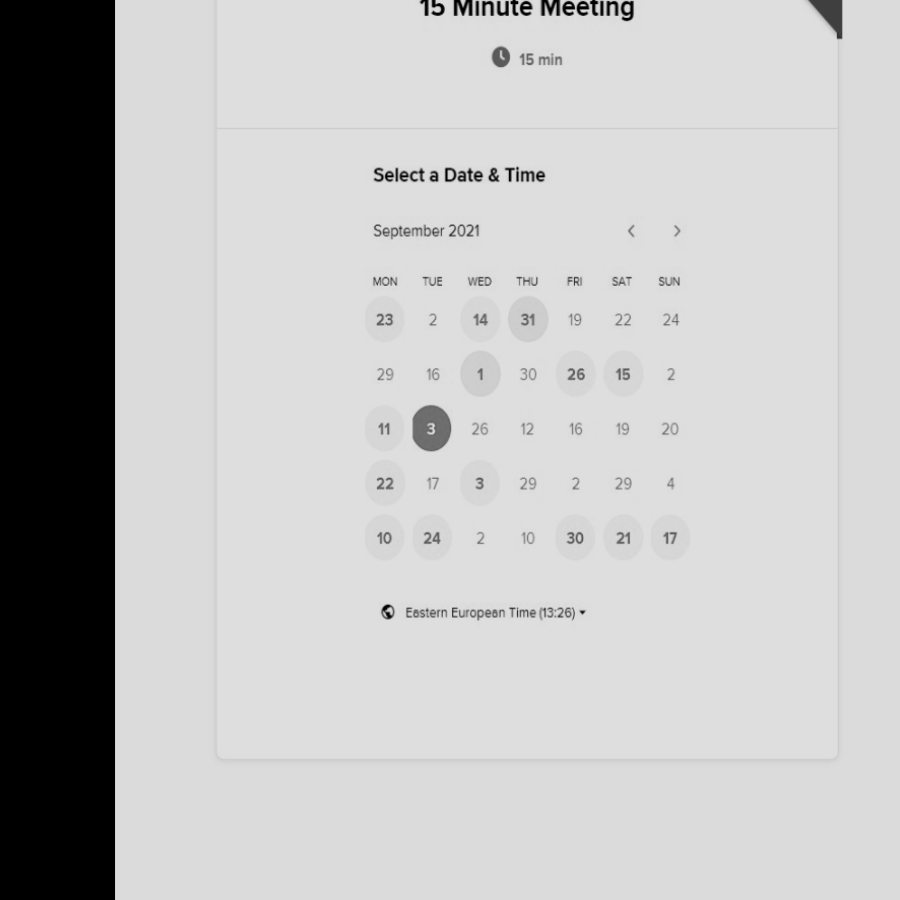 15 Minute Meeting
15 min
Select a Date & Time
September 2021
MON TUE WED THU FRI SAT SUN
23 2 14 31 19 22 24
29 16 1 30 26 15 2
11 3 26 12 16 19 20
22 17 3 29 2 29 4
10 24 2 10 30 21 17
Eastern European Time (13:26)